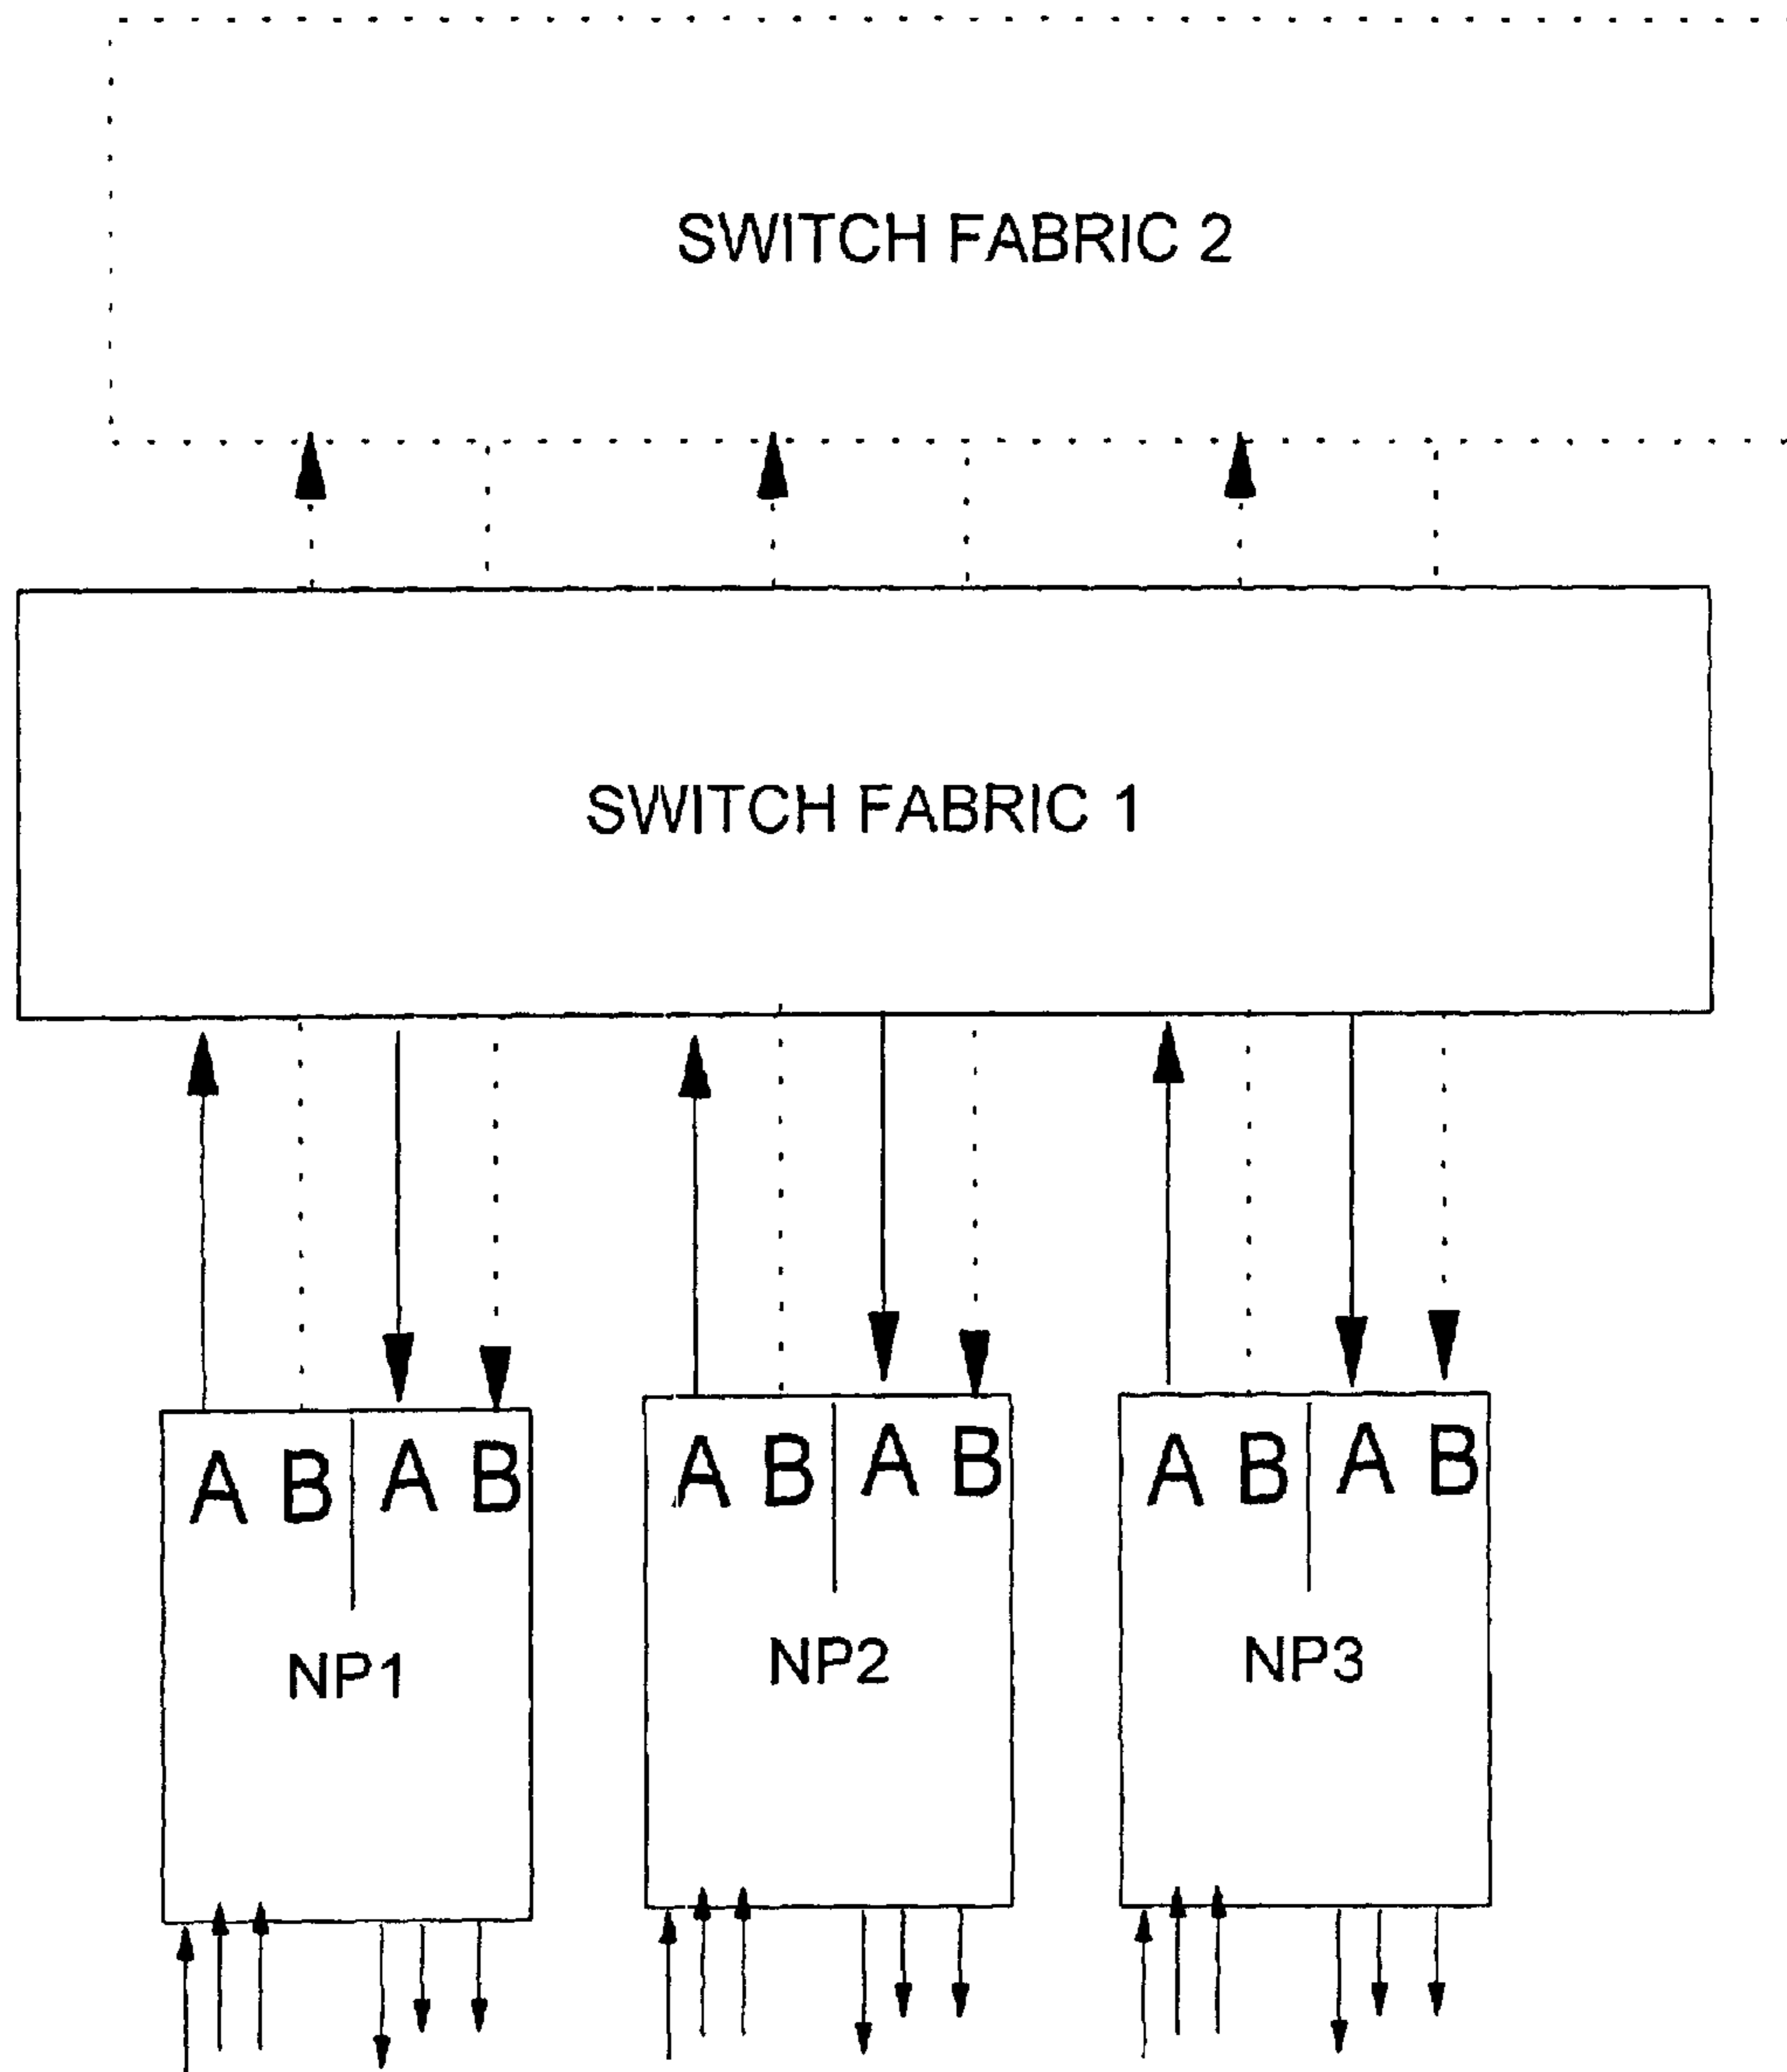 SWITCH FABRIC 2
SWITCH FABRIC 1
A B A B
NP1
A B A B
NP2
A B A B
NP3